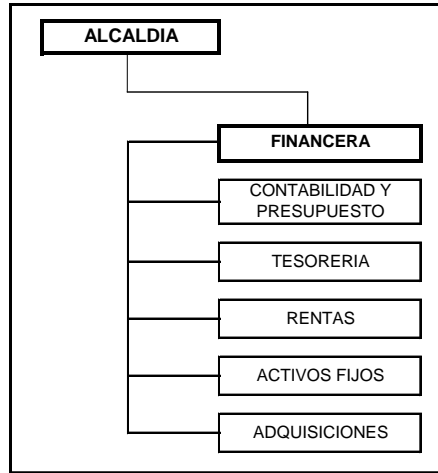 ALCALDIA
FINANCERA
CONTABILIDAD Y
PRESUPUESTO
TESORERIA
RENTAS
ACTIVOS FIJOS
ADQUISICIONES